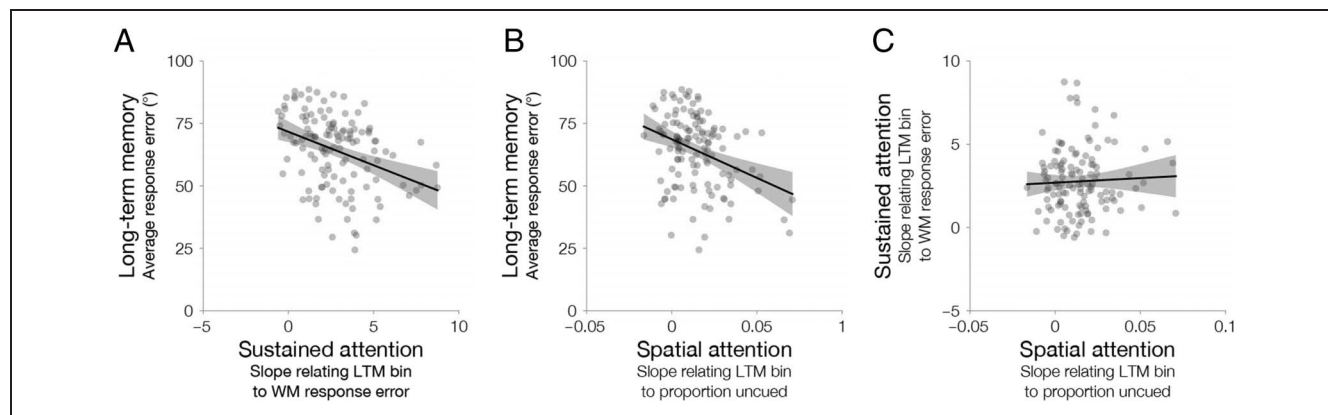 A
100
75
50
25
0
Long-term memory
Average response error (°)
−5
0
5
10
Sustained attention
Slope relating LTM bin
to WM response error
B
100
75
50
25
0
Long-term memory
Average response error (°)
−0.05
0
0.05
1
Spatial attention
Slope relating LTM bin
to proportion uncued
C
10
5
0
−5
Sustained attention
Slope relating LTM bin
to WM response error
−0.05
0
0.05
0.1
Spatial attention
Slope relating LTM bin
to proportion uncued